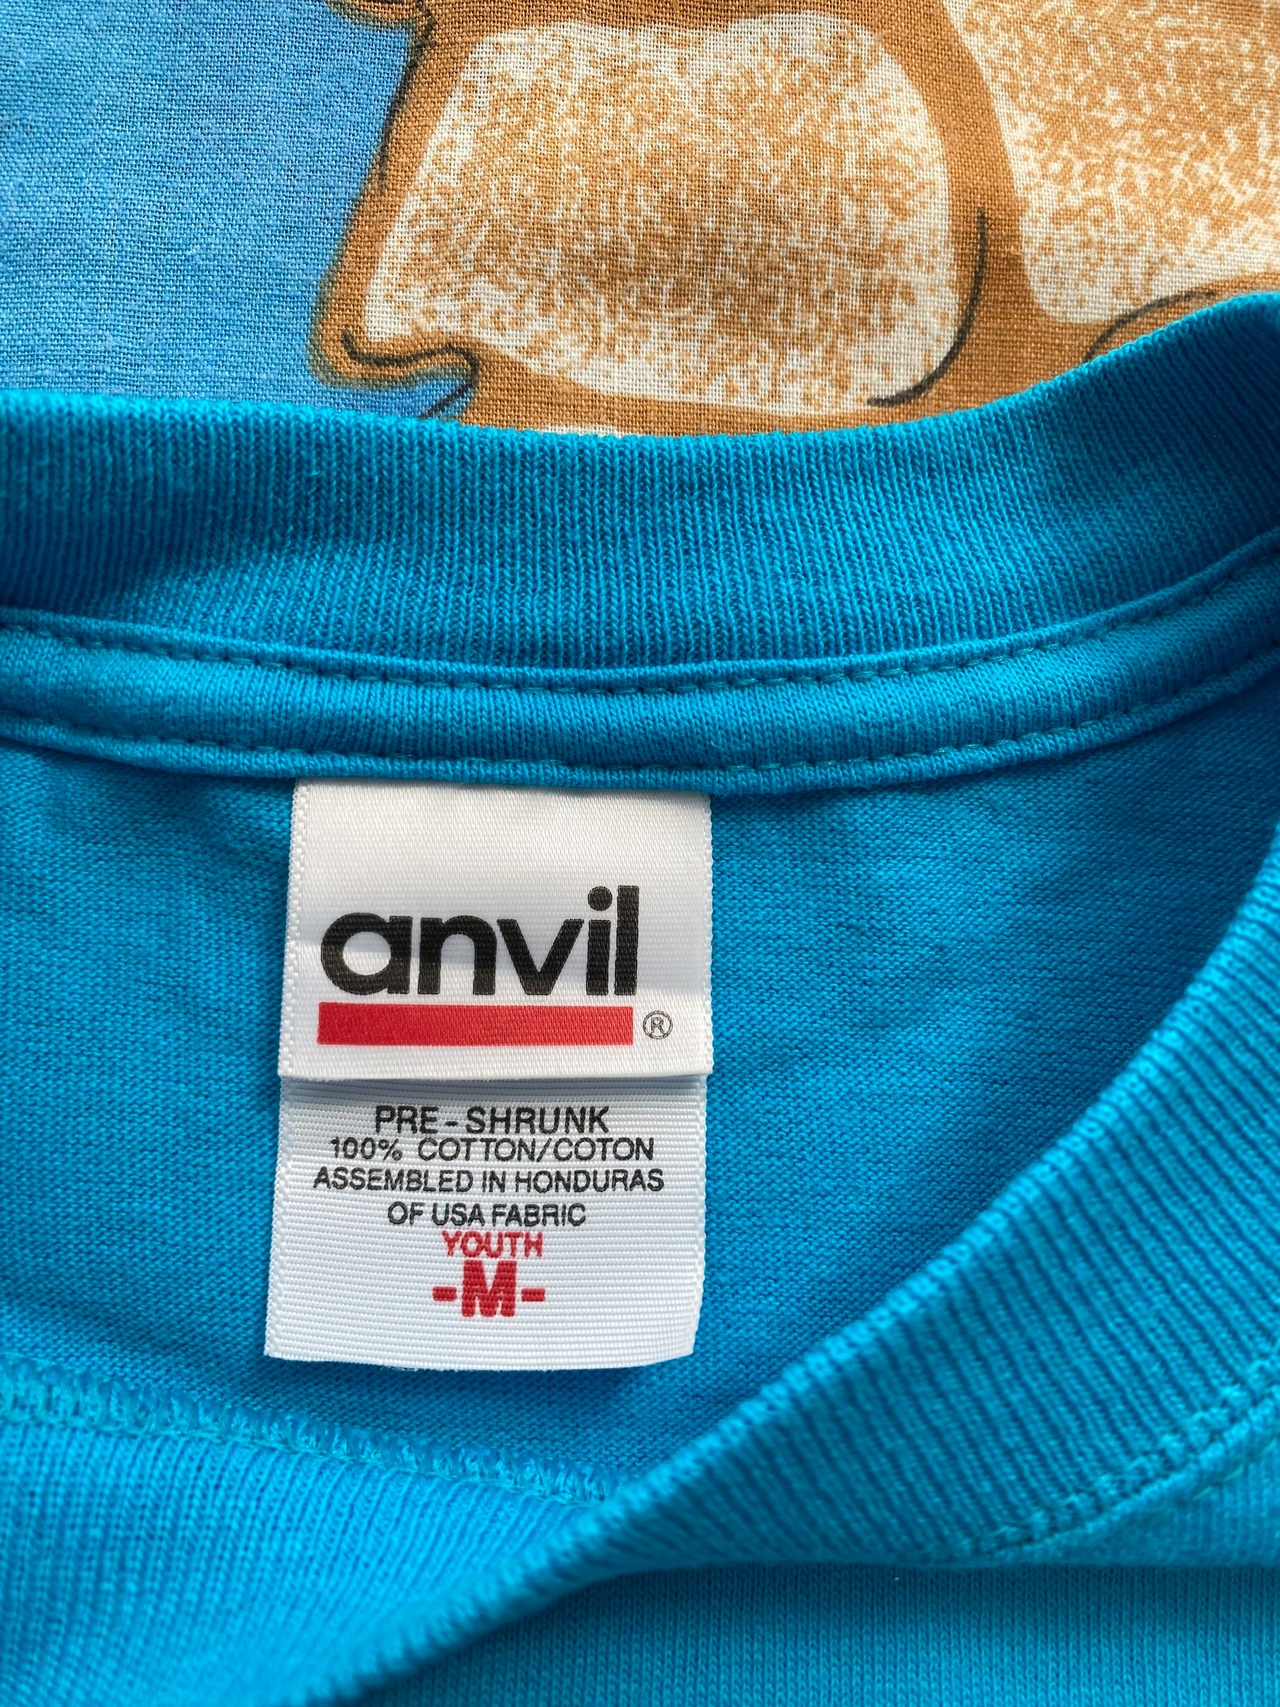 anvil
®
PRE-SHRUNK
100% COTTON/COTON
ASSEMBLED IN HONDURAS
OF USA FABRIC
YOUTH
-M-